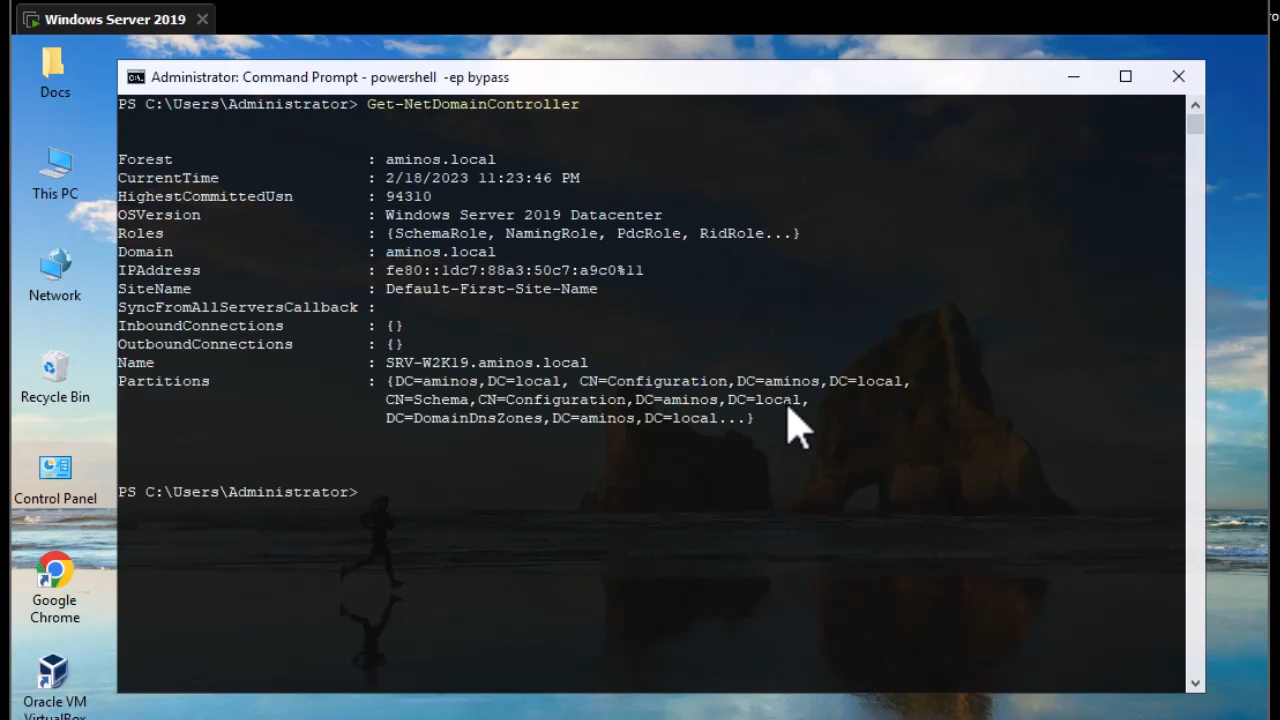 Windows Server 2019
Docs
This PC
Network
Recycle Bin
Control Panel
Google
Chrome
Oracle VM
VirtualBox
Administrator: Command Prompt - powershell  -ep bypass
PS C:\Users\Administrator> Get-NetDomainController
Forest                     : aminos.local
CurrentTime                : 2/18/2023 11:23:46 PM
HighestCommittedUsn        : 94310
OSVersion                  : Windows Server 2019 Datacenter
Roles                      : {SchemaRole, NamingRole, PdcRole, RidRole...}
Domain                     : aminos.local
IPAddress                  : fe80::1dc7:88a3:50c7:a9c0%11
SiteName                   : Default-First-Site-Name
SyncFromAllServersCallback :
InboundConnections         : {}
OutboundConnections        : {}
Name                       : SRV-W2K19.aminos.local
Partitions                 : {DC=aminos,DC=local, CN=Configuration,DC=aminos,DC=local,
CN=Schema,CN=Configuration,DC=aminos,DC=local,
DC=DomainDnsZones,DC=aminos,DC=local...}
PS C:\Users\Administrator>